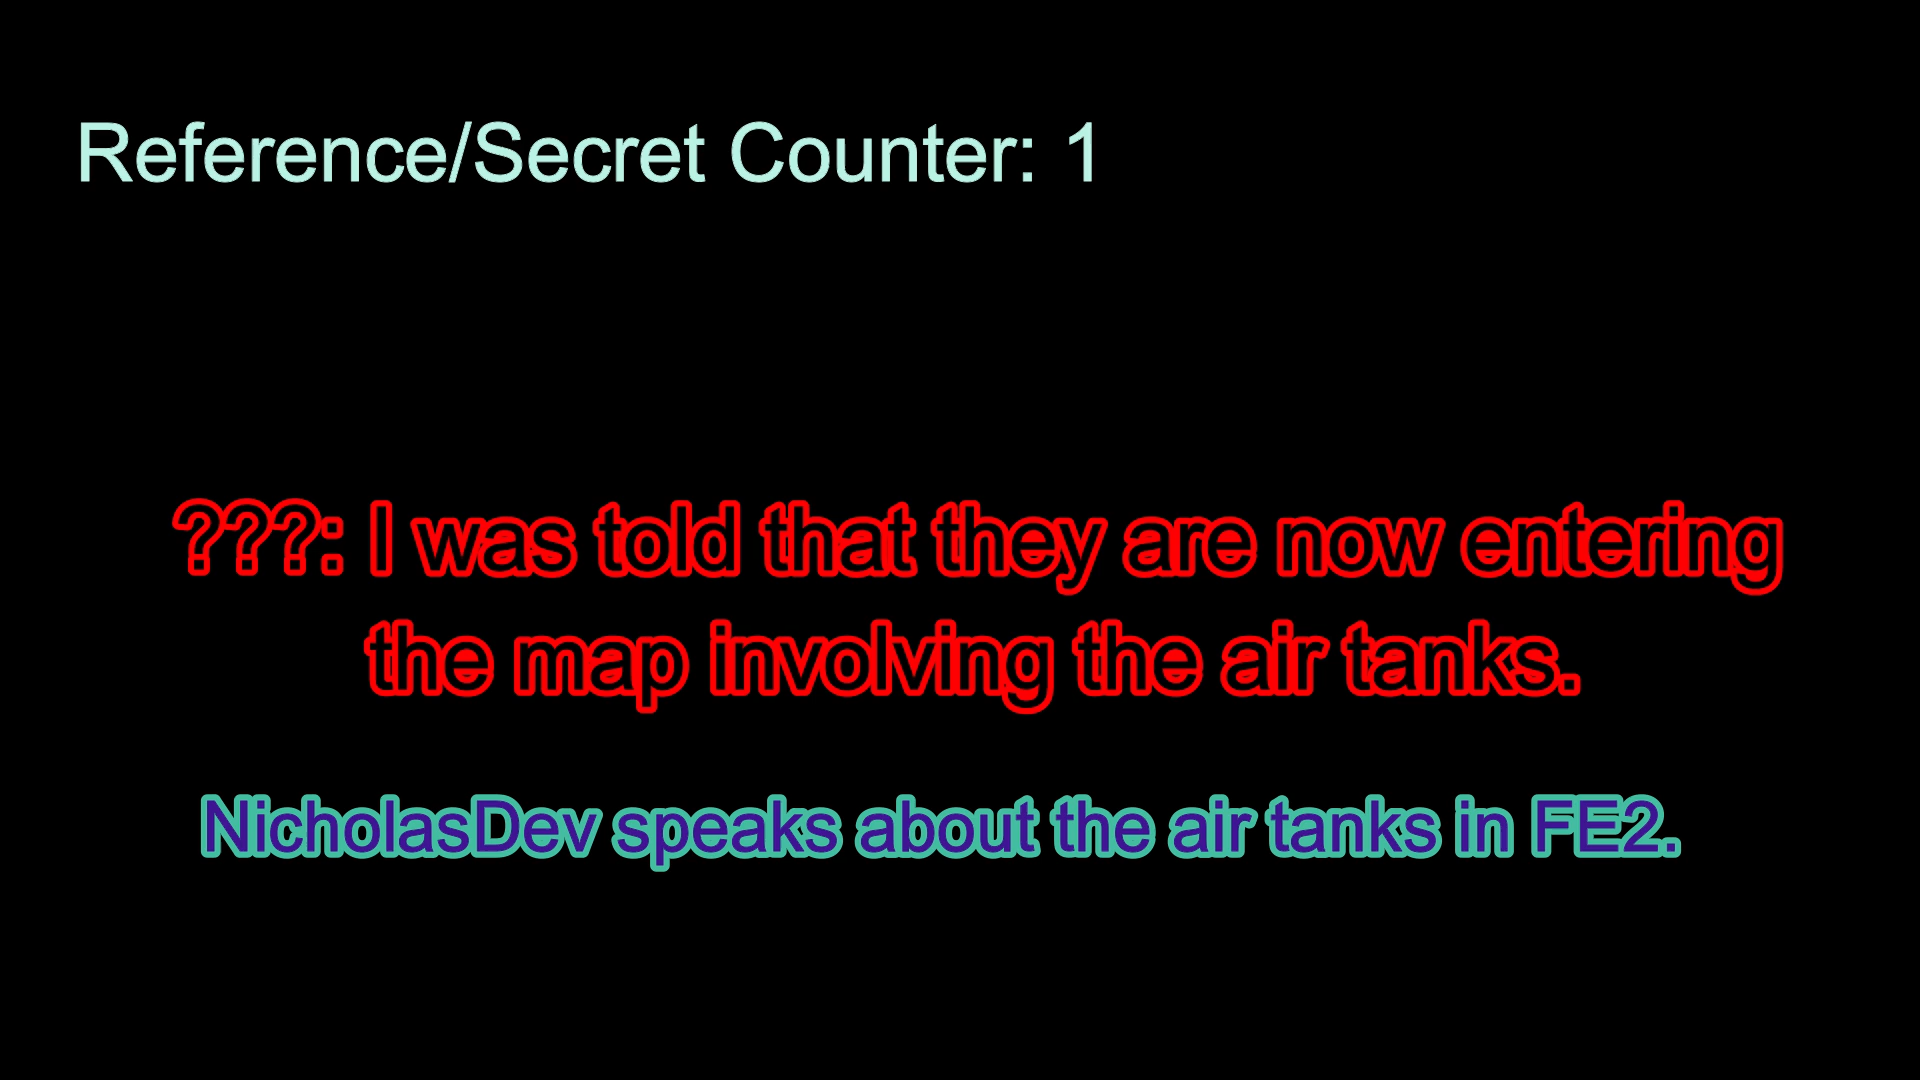 Reference/Secret Counter: 1
???: I was told that they are now entering
the map involving the air tanks.
NicholasDev speaks about the air tanks in FE2.